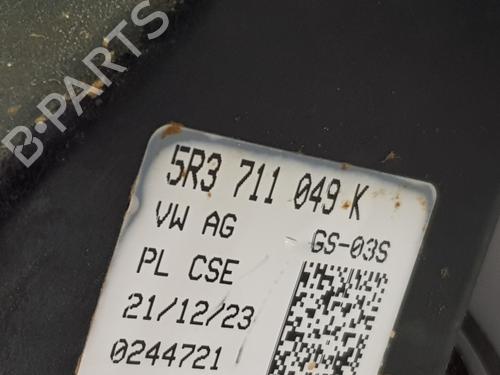 B-PARTS
5R3 711 049 K
VW AG GS-03S
PL CSE
21/12/23
0244721